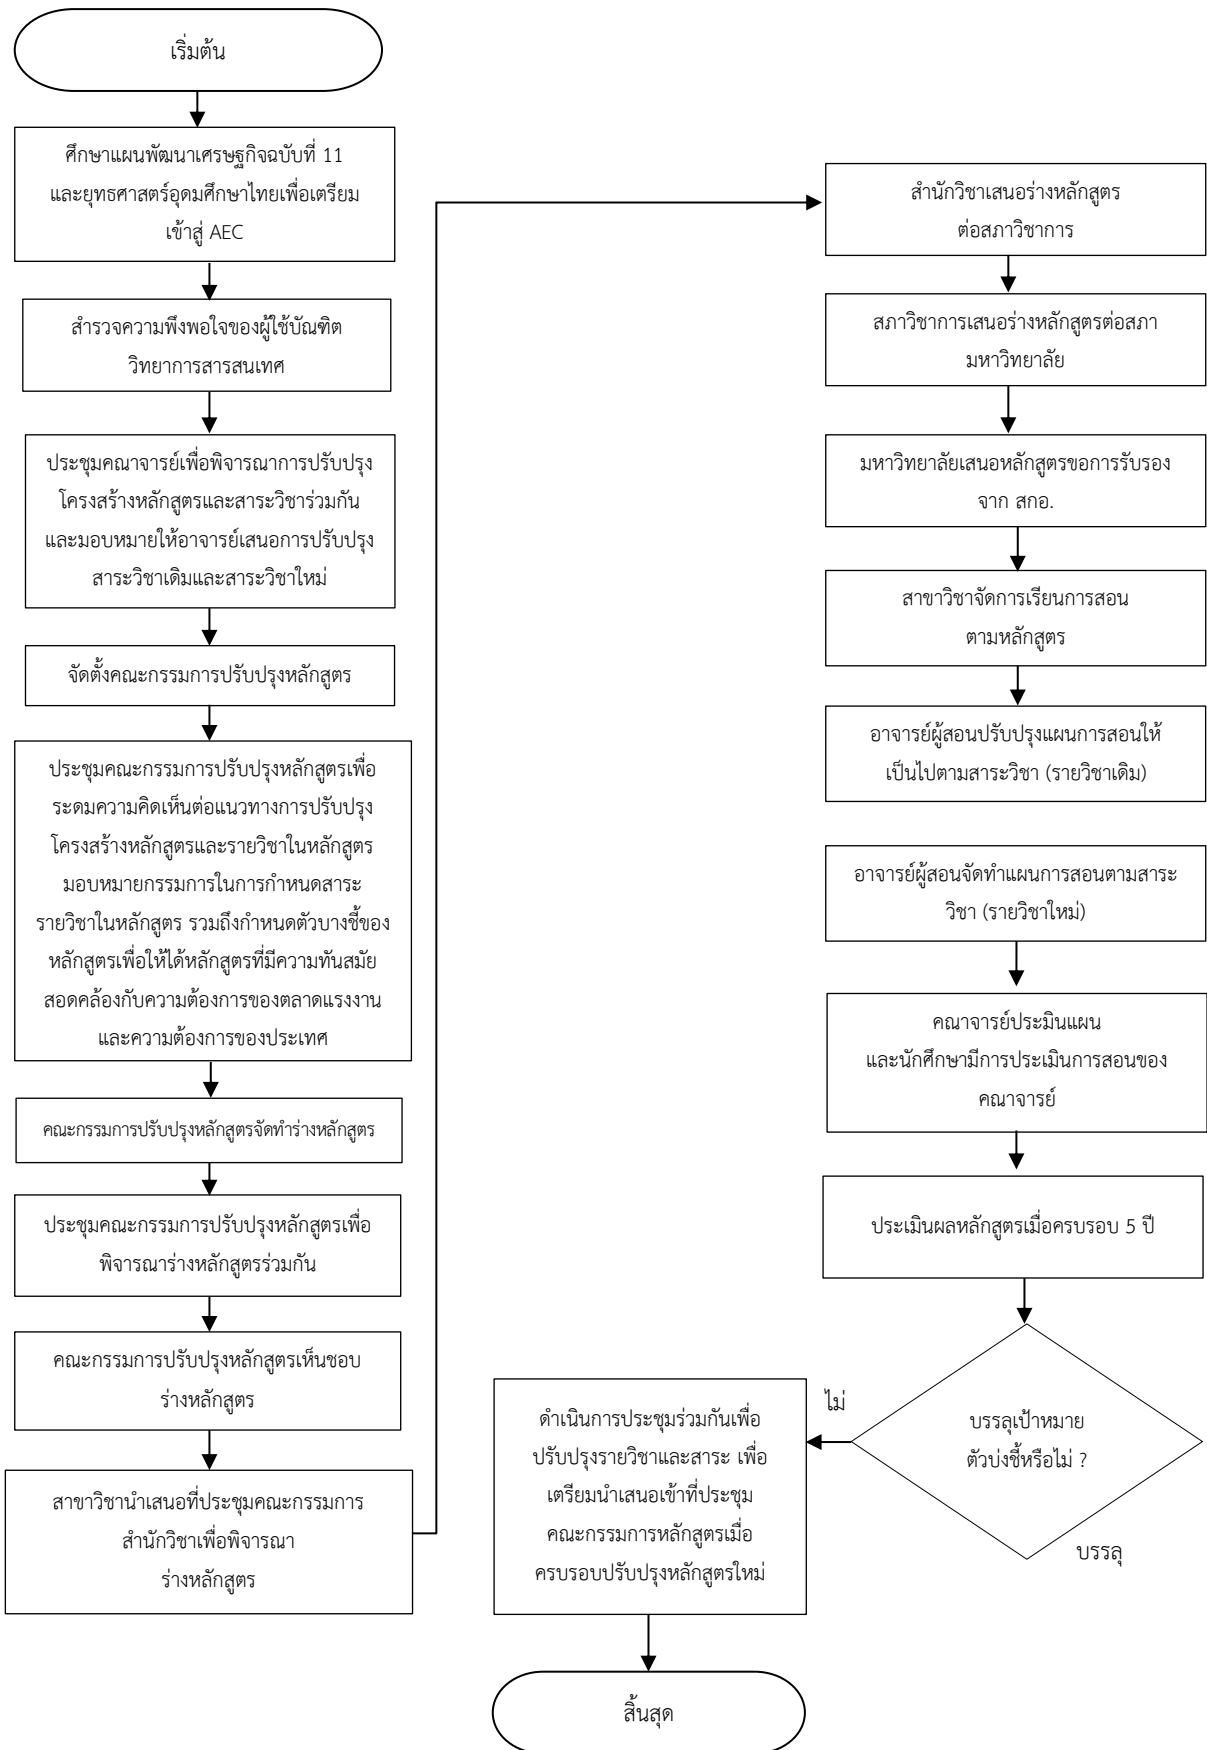 เริ่มต้น
ศึกษาแผนพัฒนาเศรษฐกิจฉบับที่ 11
และยุทธศาสตร์อุดมศึกษาไทยเพื่อเตรียม
เข้าสู่ AEC
สำรวจความพึงพอใจของผู้ใช้บัณฑิต
วิทยาการสารสนเทศ
ประชุมคณาจารย์เพื่อพิจารณาการปรับปรุง
โครงสร้างหลักสูตรและสาระวิชาร่วมกัน
และมอบหมายให้อาจารย์เสนอการปรับปรุง
สาระวิชาเดิมและสาระวิชาใหม่
จัดตั้งคณะกรรมการปรับปรุงหลักสูตร
ประชุมคณะกรรมการปรับปรุงหลักสูตรเพื่อ
ระดมความคิดเห็นต่อแนวทางการปรับปรุง
โครงสร้างหลักสูตรและรายวิชาในหลักสูตร
มอบหมายกรรมการในการกำหนดสาระ
รายวิชาในหลักสูตร รวมถึงกำหนดตัวบางชี้ของ
หลักสูตรเพื่อให้ได้หลักสูตรที่มีความทันสมัย
สอดคล้องกับความต้องการของตลาดแรงงาน
และความต้องการของประเทศ
คณะกรรมการปรับปรุงหลักสูตรจัดทำร่างหลักสูตร
ประชุมคณะกรรมการปรับปรุงหลักสูตรเพื่อ
พิจารณาร่างหลักสูตรร่วมกัน
คณะกรรมการปรับปรุงหลักสูตรเห็นชอบ
ร่างหลักสูตร
สาขาวิชานำเสนอที่ประชุมคณะกรรมการ
สำนักวิชาเพื่อพิจารณา
ร่างหลักสูตร
สำนักวิชาเสนอร่างหลักสูตร
ต่อสภาวิชาการ
สภาวิชาการเสนอร่างหลักสูตรต่อสภา
มหาวิทยาลัย
มหาวิทยาลัยเสนอหลักสูตรขอการรับรอง
จาก สกอ.
สาขาวิชาจัดการเรียนการสอน
ตามหลักสูตร
อาจารย์ผู้สอนปรับปรุงแผนการสอนให้
เป็นไปตามสาระวิชา (รายวิชาเดิม)
อาจารย์ผู้สอนจัดทำแผนการสอนตามสาระ
วิชา (รายวิชาใหม่)
คณาจารย์ประมินแผน
และนักศึกษามีการประเมินการสอนของ
คณาจารย์
ประเมินผลหลักสูตรเมื่อครบรอบ 5 ปี
บรรลุเป้าหมาย
ตัวบ่งชี้หรือไม่ ?
ไม่
บรรลุ
ดำเนินการประชุมร่วมกันเพื่อ
ปรับปรุงรายวิชาและสาระ เพื่อ
เตรียมนำเสนอเข้าที่ประชุม
คณะกรรมการหลักสูตรเมื่อ
ครบรอบปรับปรุงหลักสูตรใหม่
สิ้นสุด